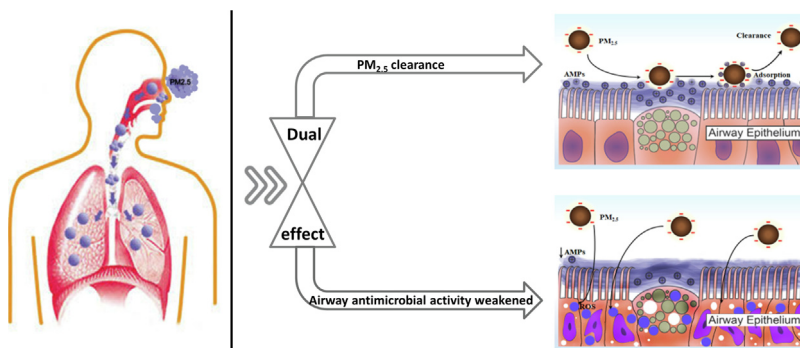 PM2.5
PM2.5 clearance
Dual
effect
Airway antimicrobial activity weakened
Clearance
PM2.5
Adsorption
AMPs
Airway Epithelium
PM2.5
↓ AMPs
ROS
Airway Epithelium